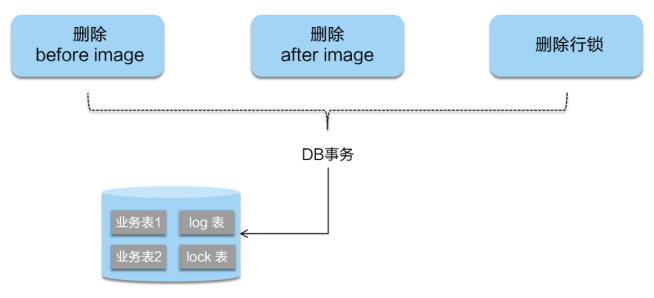 删除
before image
删除
after image
删除行锁
DB事务
业务表1
log 表
业务表2
lock 表